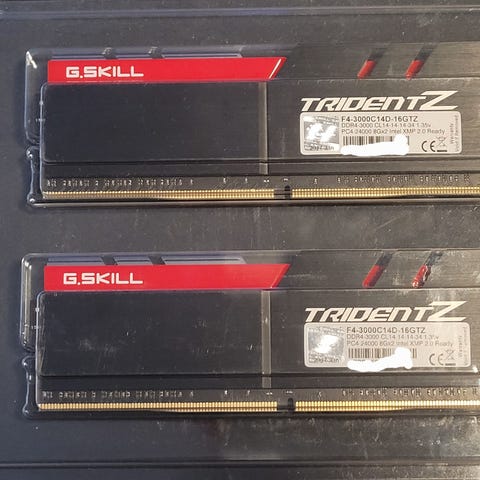 G.SKILL
TRIDENTZ
F4-3000C14D-16GTZ
DDR4-3000 CL14-14-14-34 1.35v
PC4-24000 8Gx2 Intel XMP 2.0 Ready
CE
G.SKILL
TRIDENTZ
F4-3000C14D-16GTZ
DDR4-3000 CL14-14-14-34 1.35v
PC4-24000 8Gx2 Intel XMP 2.0 Ready
CE